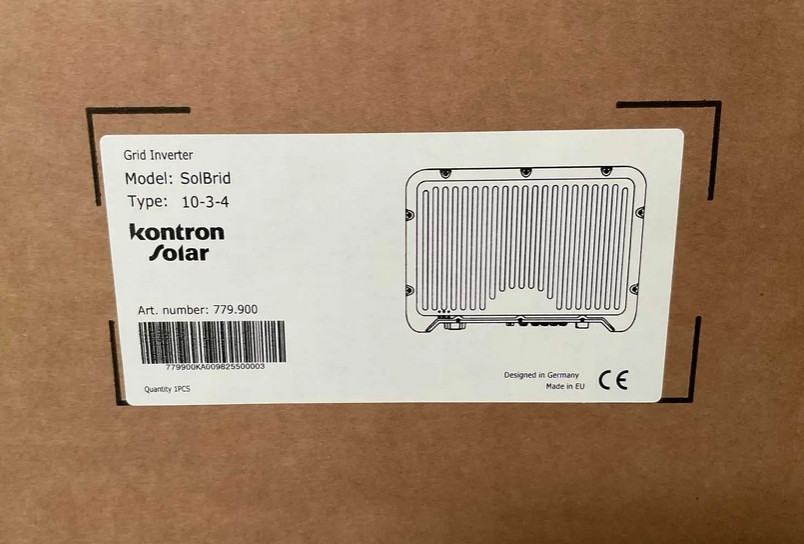 Grid Inverter
Model: SolBrid
Type: 10-3-4
kontron
Solar
Art. number: 779.900
779900KA009825500003
Quantity 1PCS
Designed in Germany
Made in EU
CE